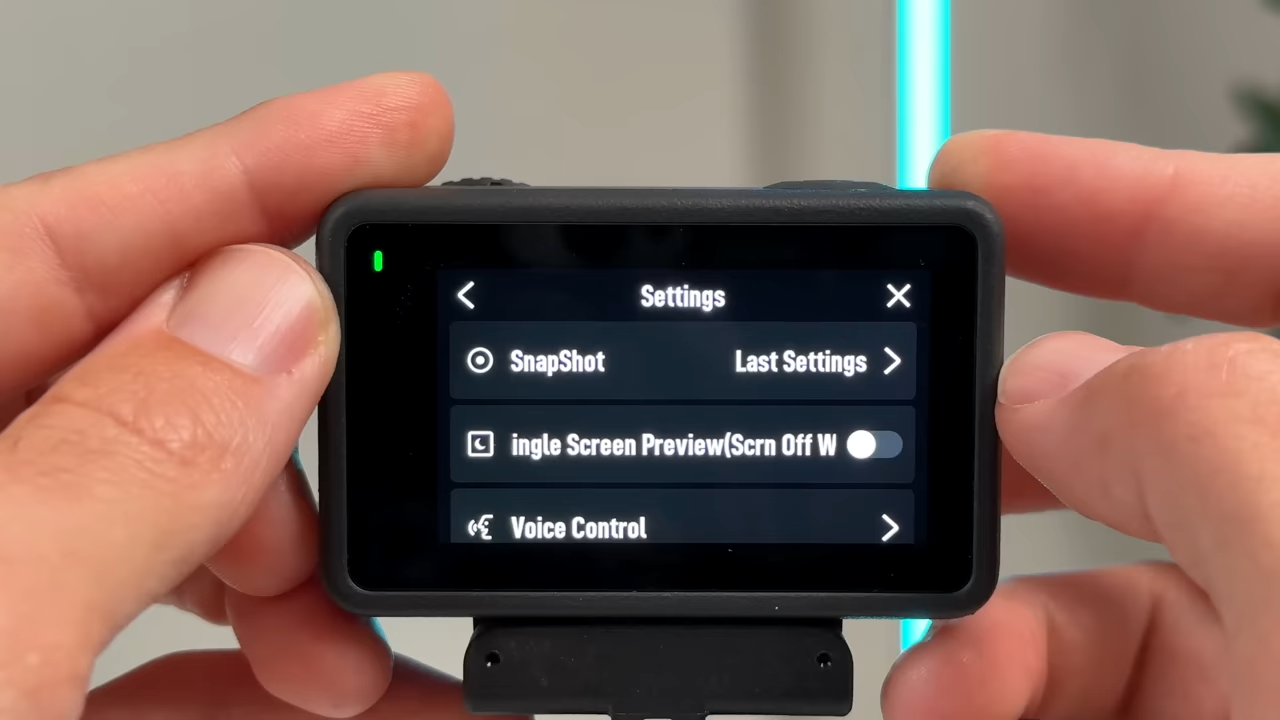 Settings
SnapShot Last Settings
ingle Screen Preview(Scrn Off W
Voice Control